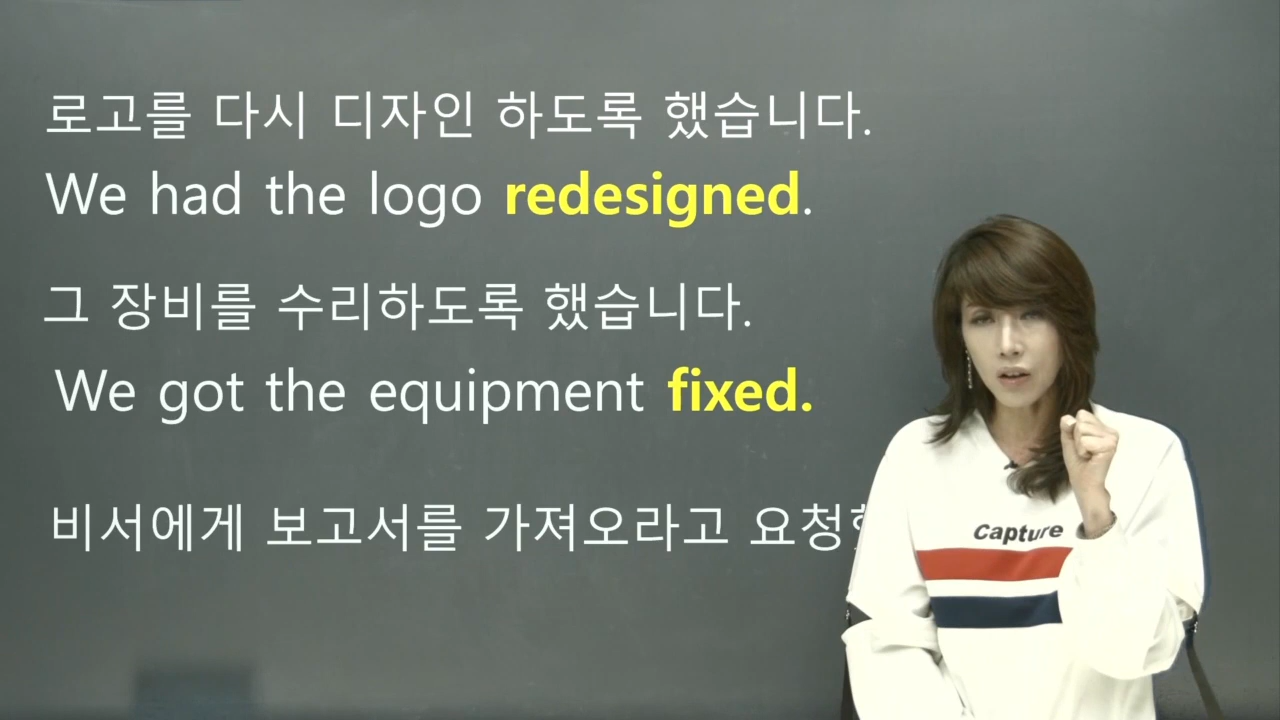 로고를 다시 디자인 하도록 했습니다.
We had the logo redesigned.
그 장비를 수리하도록 했습니다.
We got the equipment fixed.
비서에게 보고서를 가져오라고
Capture